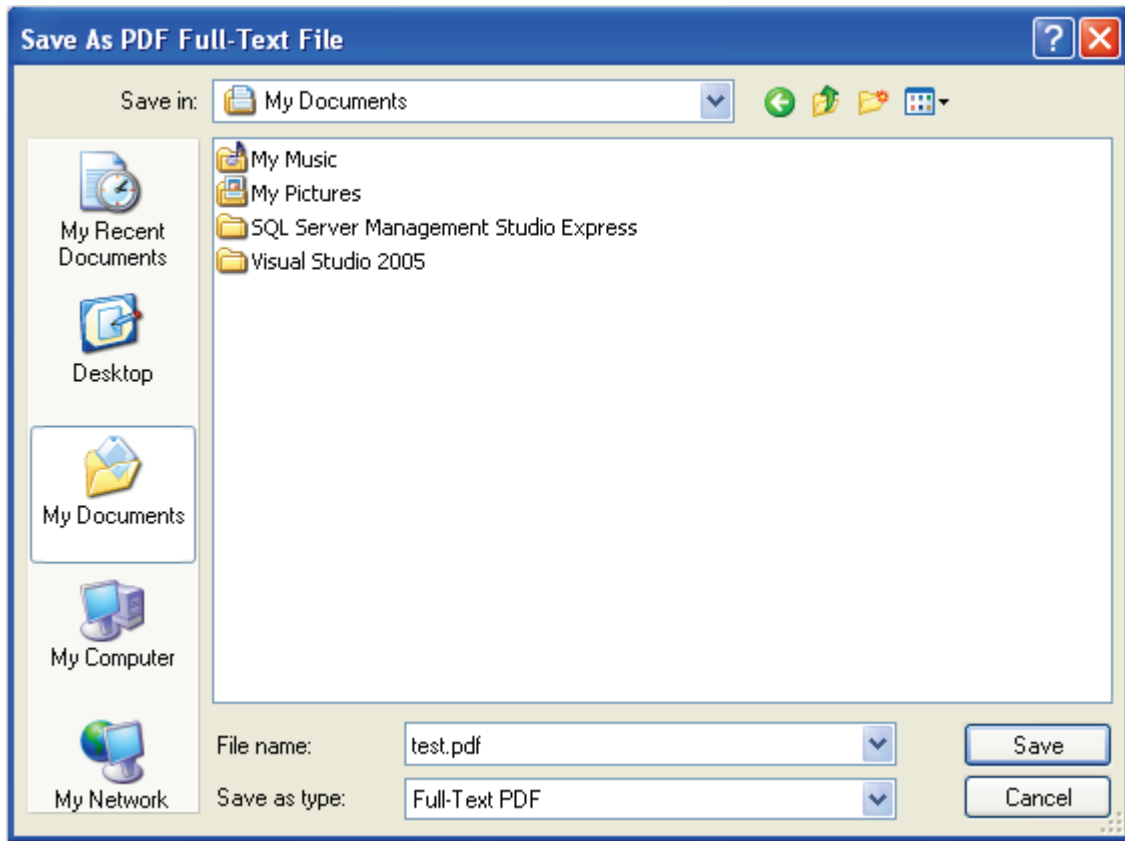 Save As PDF Full-Text File
Save in:
My Documents
My Recent
Documents
Desktop
My Documents
My Computer
My Network
My Music
My Pictures
SQL Server Management Studio Express
Visual Studio 2005
File name:
test.pdf
Save
Save as type:
Full-Text PDF
Cancel